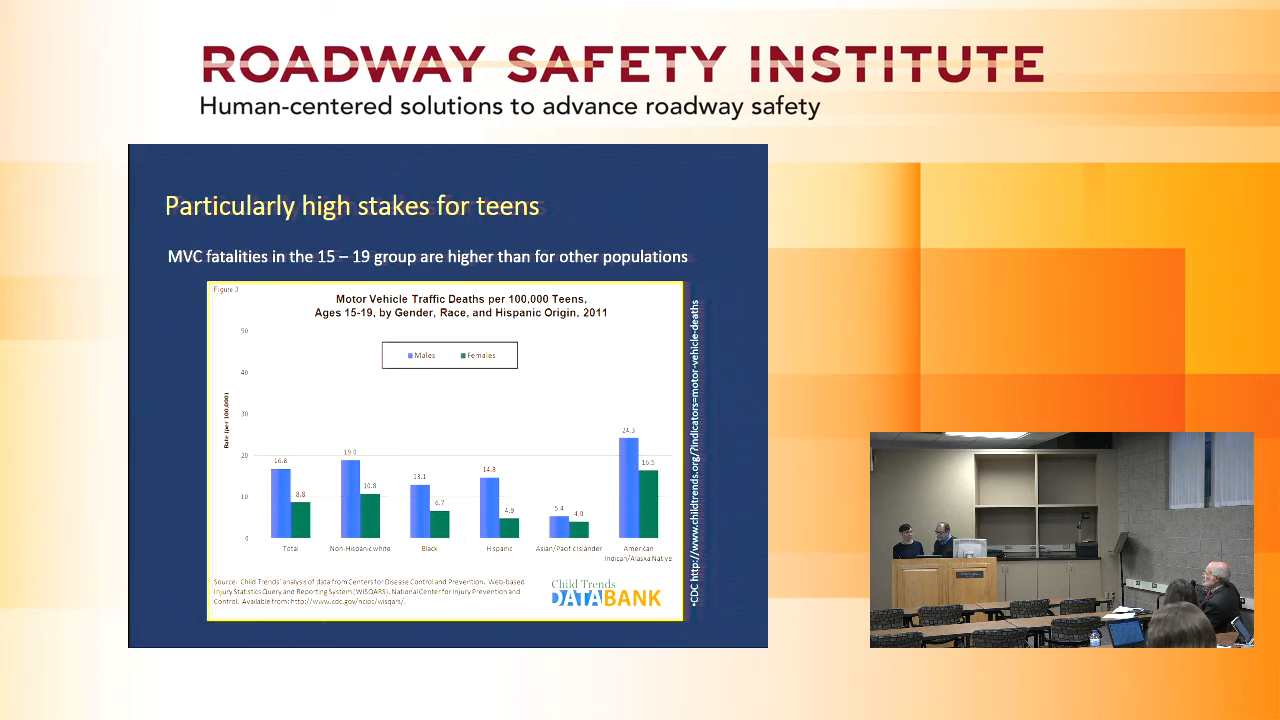 ROADWAY SAFETY INSTITUTE
Human-centered solutions to advance roadway safety
Particularly high stakes for teens
MVC fatalities in the 15 – 19 group are higher than for other populations
Figure 3
Motor Vehicle Traffic Deaths per 100,000 Teens,
Ages 15-19, by Gender, Race, and Hispanic Origin, 2011
Males Females
Rate (per 100,000)
50
40
30
20
10
0
16.8
8.8
19.0
10.8
13.1
6.7
14.8
4.9
5.4
4.0
24.3
16.5
Total
Non-Hispanic white
Black
Hispanic
Asian/Pacific Islander
American
Indican/Alaska Native
Source: Child Trends' analysis of data from Centers for Disease Control and Prevention. Web-based
Injury Statistics Query and Reporting System (WISQARS). National Center for Injury Prevention and
Control. Available from: http://www.cdc.gov/ncipc/wisqars/.
Child Trends
DATABANK
•CDC http://www.childtrends.org/?indicators=motor-vehicle-deaths